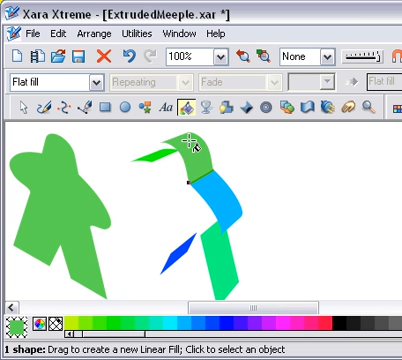 Xara Xtreme - [ExtrudedMeeple.xar *]
File Edit Arrange Utilities Window Help
100% None
Flat fill Repeating Fade Flat fill
Aa
1 shape: Drag to create a new Linear Fill; Click to select an object